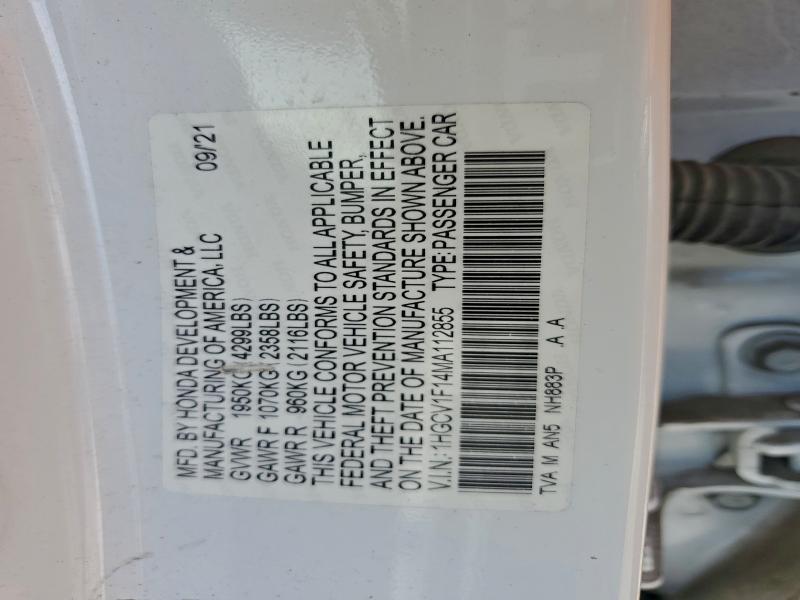 MFD. BY HONDA DEVELOPMENT &
MANUFACTURING OF AMERICA, LLC 09/21
GVWR 1950KG(4299LBS)
GAWR F 1070KG(2358LBS)
GAWR R 960KG(2116LBS)
THIS VEHICLE CONFORMS TO ALL APPLICABLE
FEDERAL MOTOR VEHICLE SAFETY, BUMPER,
AND THEFT PREVENTION STANDARDS IN EFFECT
ON THE DATE OF MANUFACTURE SHOWN ABOVE.
V.I.N.: 1HGCV1F14MA112855 TYPE:PASSENGER CAR
TVA M AN5 NH883P .A .A